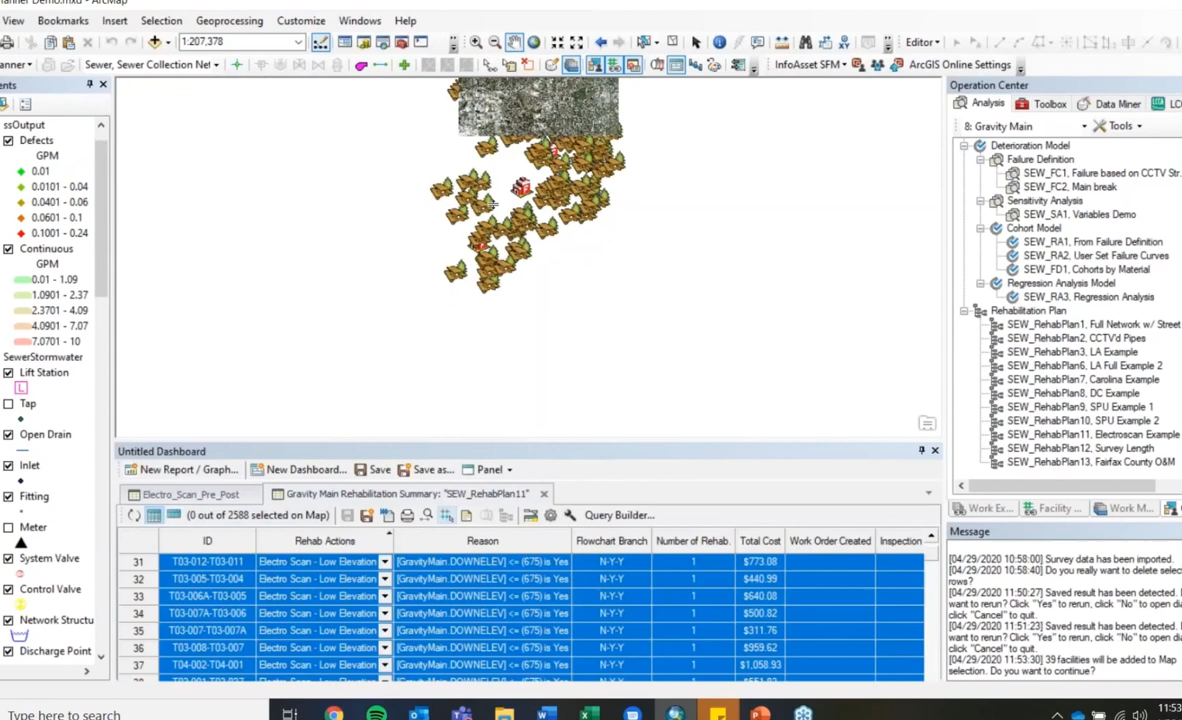 anner Demo.mxd - ArcMap
View Bookmarks Insert Selection Geoprocessing Customize Windows Help
1:207,378 Editor
anner Sewer, Sewer Collection Net InfoAsset SFM ArcGIS Online Settings
ents
ssOutput
Defects
GPM
0.01
0.0101 - 0.04
0.0401 - 0.06
0.0601 - 0.1
0.1001 - 0.24
Continuous
GPM
0.01 - 1.09
1.0901 - 2.37
2.3701 - 4.09
4.0901 - 7.07
7.0701 - 10
SewerStormwater
Lift Station
L
Tap
Open Drain
Inlet
Fitting
Meter
System Valve
Control Valve
Network Structu
Discharge Point
Operation Center
Analysis Toolbox Data Miner LC
8: Gravity Main Tools
Deterioration Model
Failure Definition
SEW_FC1, Failure based on CCTV Str.
SEW_FC2, Main break
Sensitivity Analysis
SEW_SA1, Variables Demo
Cohort Model
SEW_RA1, From Failure Definition
SEW_RA2, User Set Failure Curves
SEW_FD1, Cohorts by Material
Regression Analysis Model
SEW_RA3, Regression Analysis
Rehabilitation Plan
SEW_RehabPlan1, Full Network w/ Street
SEW_RehabPlan2, CCTV'd Pipes
SEW_RehabPlan3, LA Example
SEW_RehabPlan6, LA Full Example 2
SEW_RehabPlan7, Carolina Example
SEW_RehabPlan8, DC Example
SEW_RehabPlan9, SPU Example 1
SEW_RehabPlan10, SPU Example 2
SEW_RehabPlan11, Electroscan Example
SEW_RehabPlan12, Survey Length
SEW_RehabPlan13, Fairfax County O&M
Work Ex... Facility ... Work M...
Message
[04/29/2020 10:58:00] Survey data has been imported.
[04/29/2020 10:58:40] Do you really want to delete selec
rows?
[04/29/2020 11:50:27] Saved result has been detected.
want to rerun? Click "Yes" to rerun, click "No" to open di
click "Cancel" to quit.
[04/29/2020 11:51:23] Saved result has been detected.
want to rerun? Click "Yes" to rerun, click "No" to open di
click "Cancel" to quit.
[04/29/2020 11:53:30] 39 facilities will be added to Map
selection. Do you want to continue?
Untitled Dashboard
New Report / Graph... New Dashboard... Save Save as... Panel
Electro_Scan_Pre_Post Gravity Main Rehabilitation Summary: "SEW_RehabPlan11"
(0 out of 2588 selected on Map) Query Builder...
ID Rehab Actions Reason Flowchart Branch Number of Rehab. Total Cost Work Order Created Inspection
31 T03-012-T03-011 Electro Scan - Low Elevation [GravityMain.DOWNELEV] <= (675) is Yes N-Y-Y 1 $773.08
32 T03-005-T03-004 Electro Scan - Low Elevation [GravityMain.DOWNELEV] <= (675) is Yes N-Y-Y 1 $440.99
33 T03-006A-T03-005 Electro Scan - Low Elevation [GravityMain.DOWNELEV] <= (675) is Yes N-Y-Y 1 $640.08
34 T03-007A-T03-006 Electro Scan - Low Elevation [GravityMain.DOWNELEV] <= (675) is Yes N-Y-Y 1 $500.82
35 T03-007-T03-007A Electro Scan - Low Elevation [GravityMain.DOWNELEV] <= (675) is Yes N-Y-Y 1 $311.76
36 T03-008-T03-007 Electro Scan - Low Elevation [GravityMain.DOWNELEV] <= (675) is Yes N-Y-Y 1 $959.62
37 T04-002-T04-001 Electro Scan - Low Elevation [GravityMain.DOWNELEV] <= (675) is Yes N-Y-Y 1 $1,058.93
Type here to search
11:53